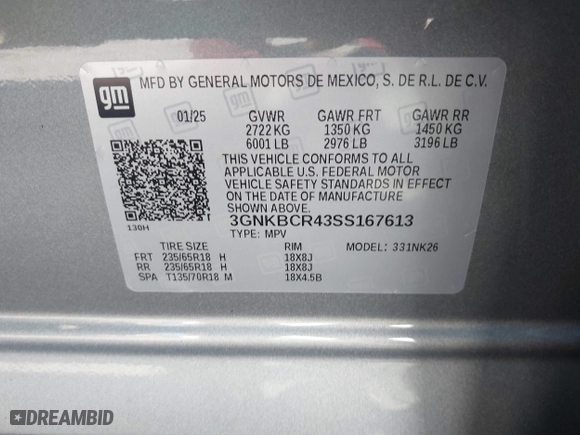 gm
MFD BY GENERAL MOTORS DE MEXICO, S. DE R.L. DE C.V.
01/25 GVWR GAWR FRT GAWR RR
2722 KG 1350 KG 1450 KG
6001 LB 2976 LB 3196 LB
THIS VEHICLE CONFORMS TO ALL
APPLICABLE U.S. FEDERAL MOTOR
VEHICLE SAFETY STANDARDS IN EFFECT
ON THE DATE OF MANUFACTURE
SHOWN ABOVE.
3GNKBCR43SS167613
130H TYPE: MPV MODEL: 331NK26
TIRE SIZE RIM
FRT 235/65R18 H 18X8J
RR 235/65R18 H 18X8J
SPA T135/70R18 M 18X4.5B
DREAMBID